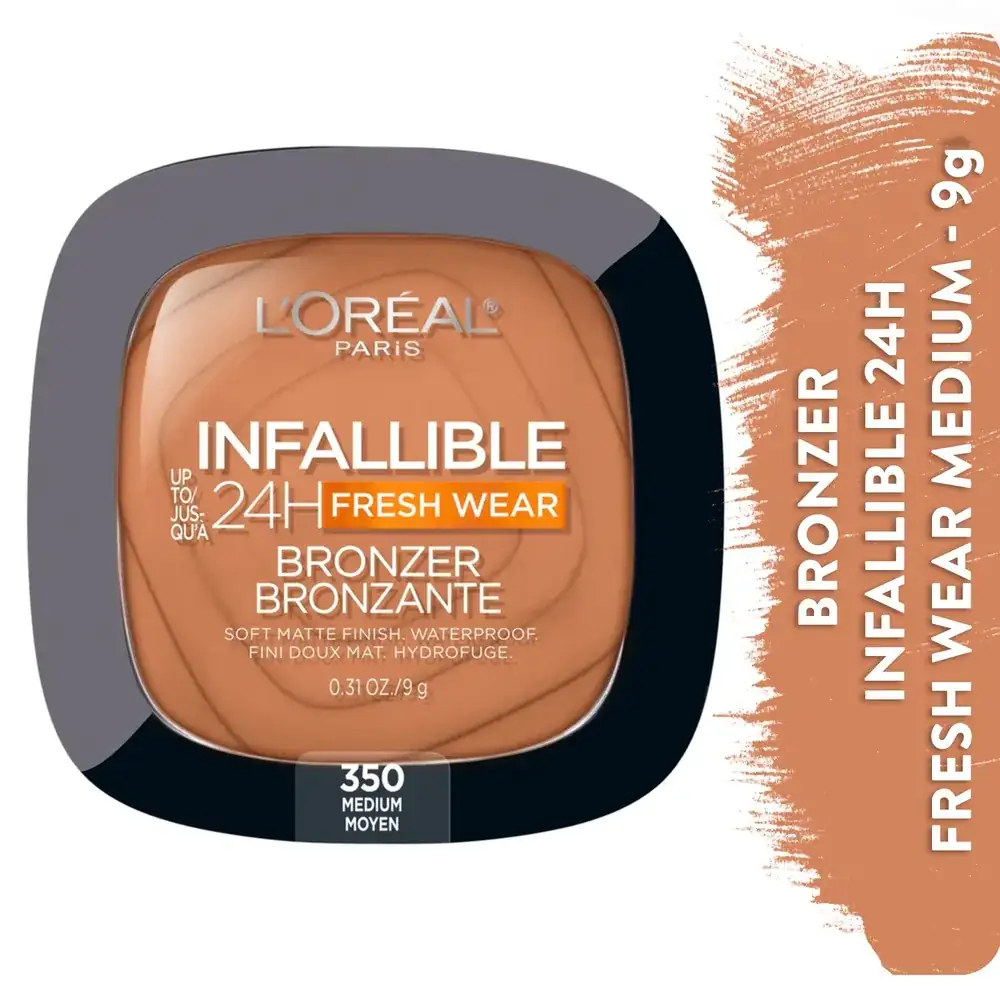 L'ORÉAL®
PARIS
INFALLIBLE
UP
TO/
JUS-
QU'À
24H
FRESH WEAR
BRONZER
BRONZANTE
SOFT MATTE FINISH. WATERPROOF.
FINI DOUX MAT. HYDROFUGE.
0.31 OZ./9 g
350
MEDIUM
MOYEN
BRONZER
INFALLIBLE 24H
FRESH WEAR MEDIUM - 9g